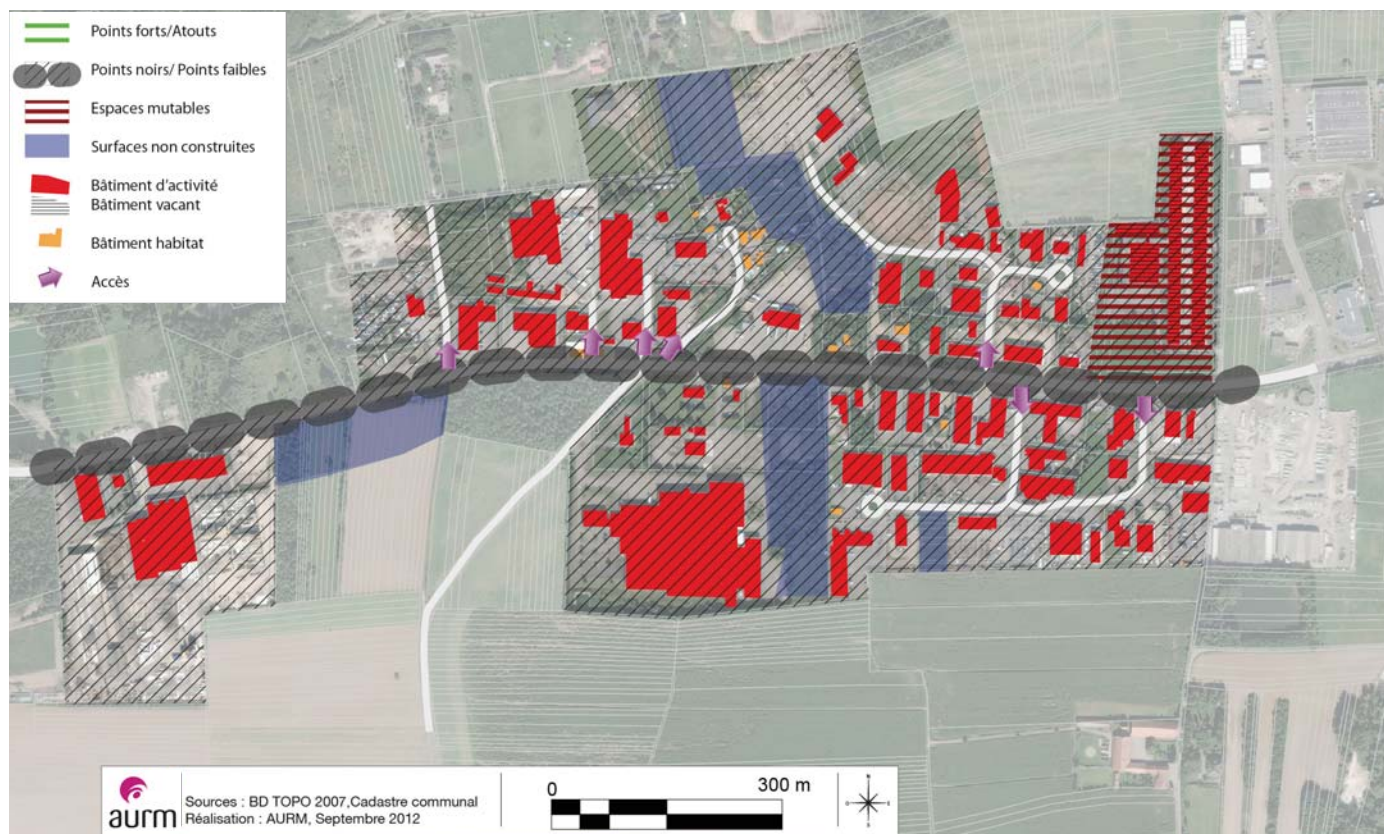 Points forts/Atouts
Points noirs/ Points faibles
Espaces mutables
Surfaces non construites
Bâtiment d'activité
Bâtiment vacant
Bâtiment habitat
Accès
aurm
Sources : BD TOPO 2007,Cadastre communal
Réalisation : AURM, Septembre 2012
0
300 m